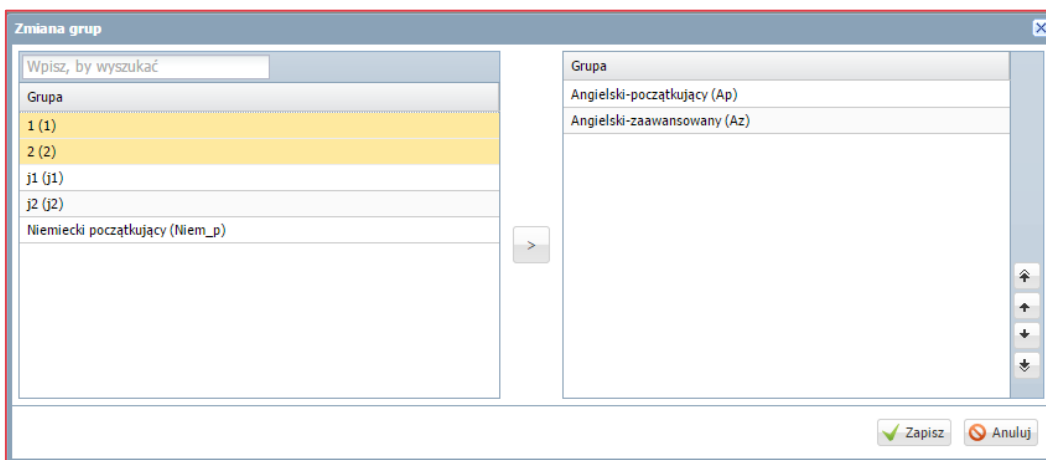 Zmiana grup
Wpisz, by wyszukać
Grupa
1 (1)
2 (2)
j1 (j1)
j2 (j2)
Niemiecki początkujący (Niem_p)
>
Grupa
Angielski-początkujący (Ap)
Angielski-zaawansowany (Az)
Zapisz
Anuluj